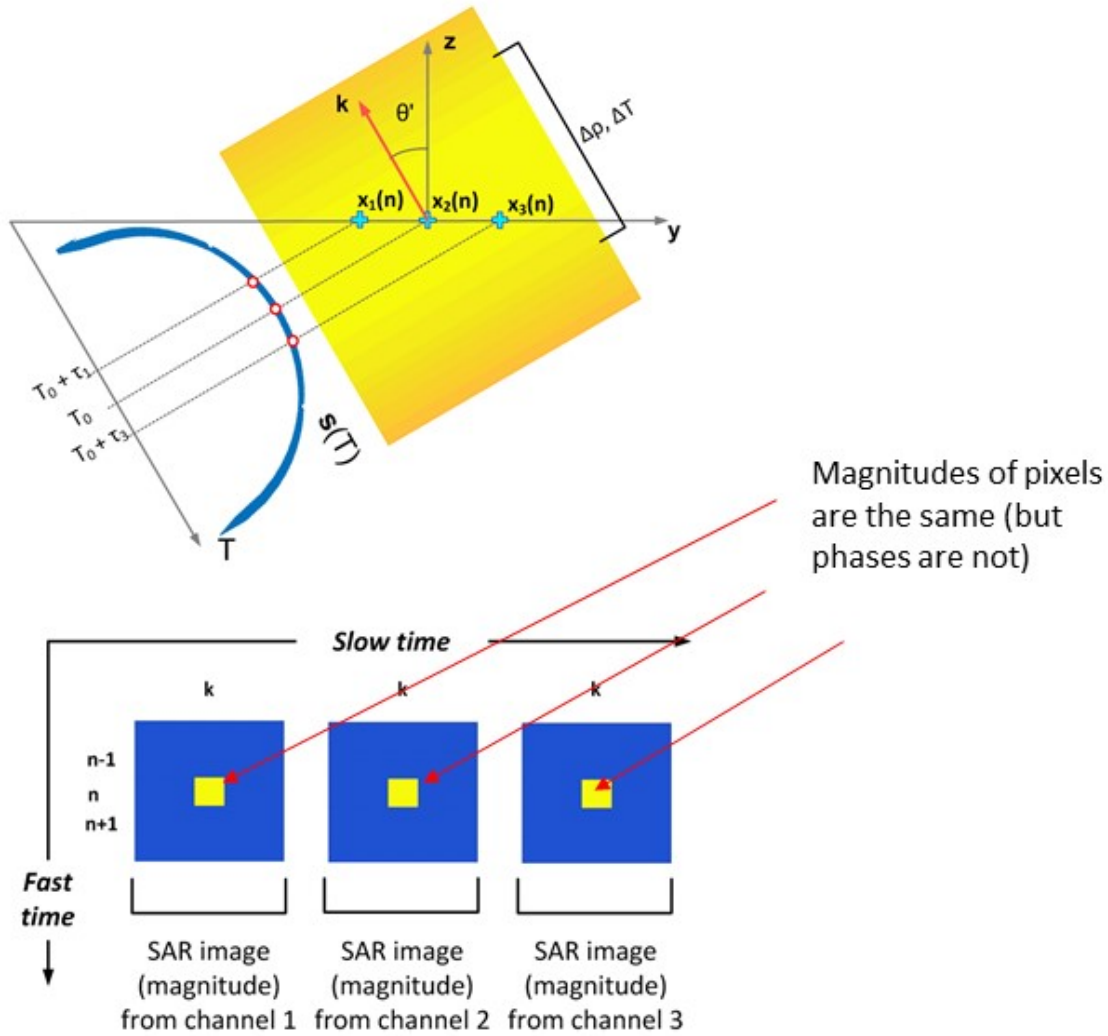 z
k
θ'
Δρ, ΔT
x₁(n)
x₂(n)
x₃(n)
y
T₀ + τ₁
T₀
T₀ + τ₃
s(T)
T
Magnitudes of pixels
are the same (but
phases are not)
Slow time
k
k
k
n-1
n
n+1
Fast
time
SAR image
(magnitude)
from channel 1
SAR image
(magnitude)
from channel 2
SAR image
(magnitude)
from channel 3